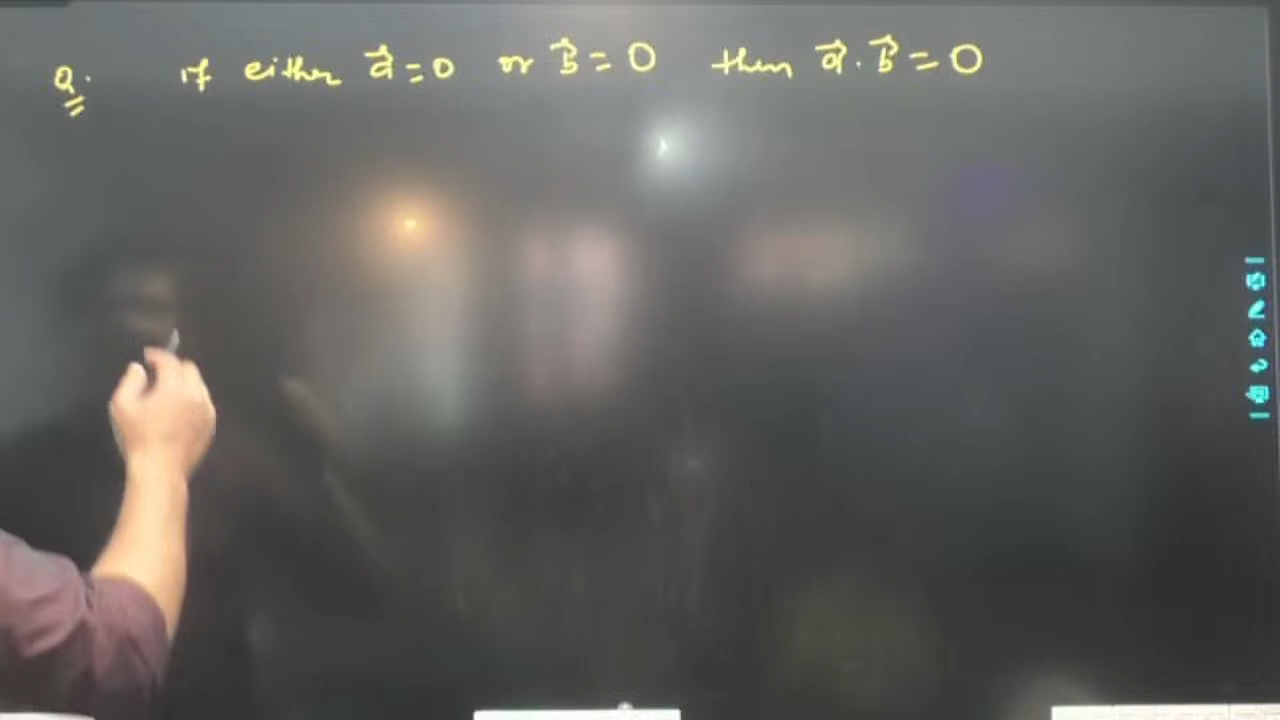 Q. if either a⃗ = 0 or b⃗ = 0 then a⃗ . b⃗ = 0